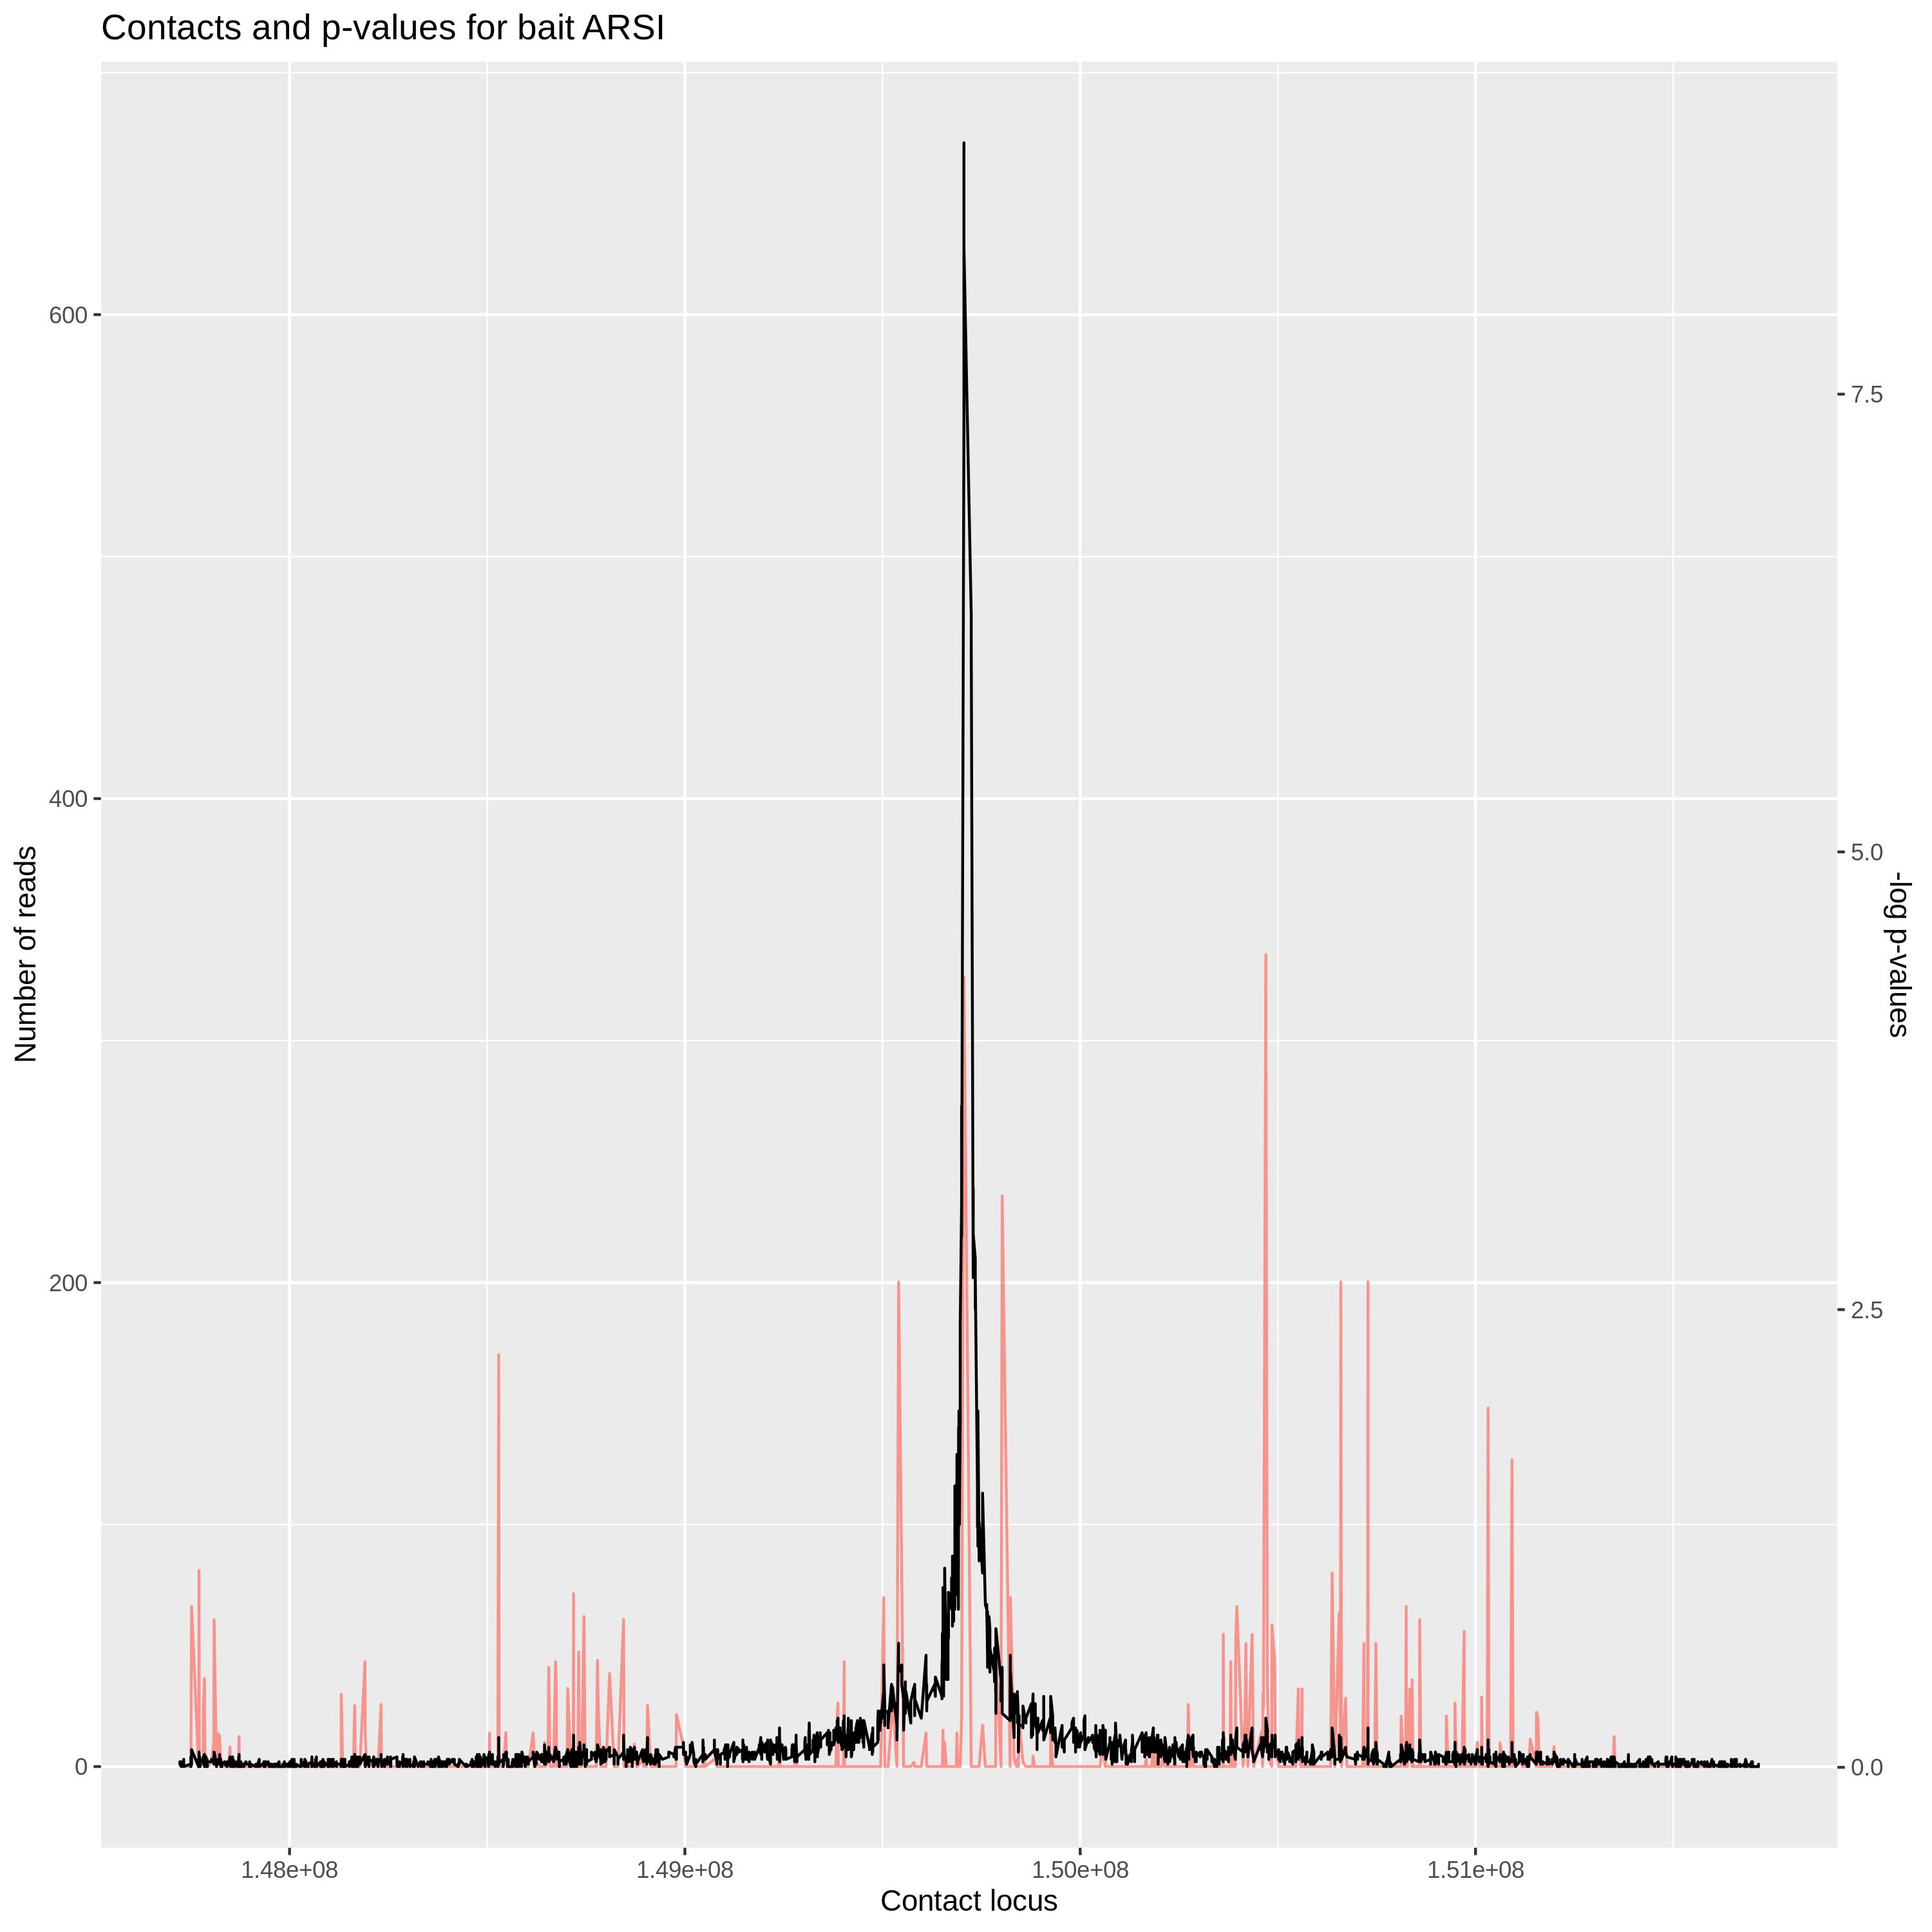 Contacts and p-values for bait ARSI
600
400
200
0
Number of reads
7.5
5.0
2.5
0.0
-log p-values
1.48e+08
1.49e+08
1.50e+08
1.51e+08
Contact locus